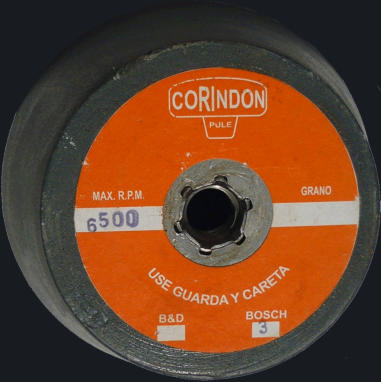 CORINDON
PULE
MAX. R.P.M.
GRANO
6500
USE GUARDA Y CARETA
B&D
BOSCH
3